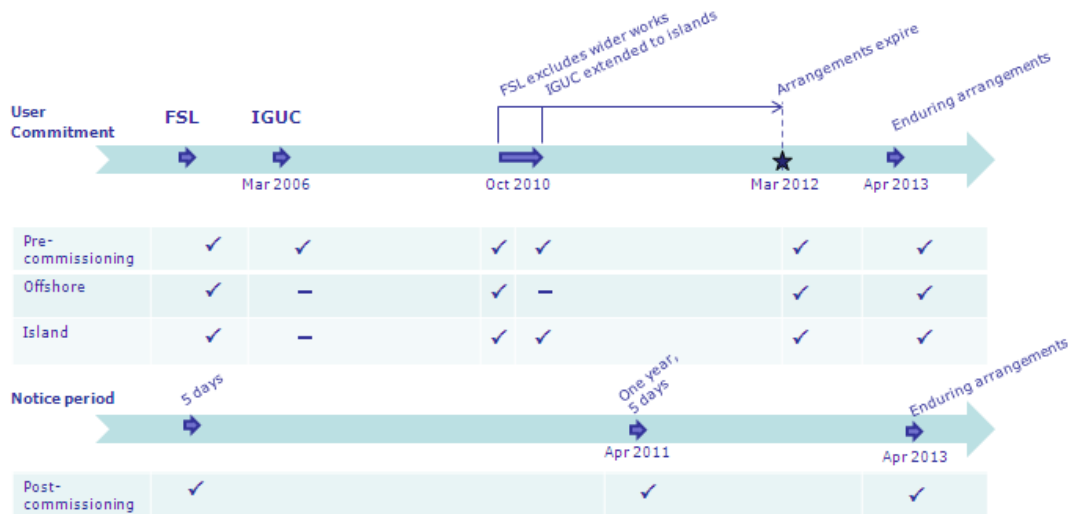 FSL excludes wider works
IGUC extended to islands
Arrangements expire
Enduring arrangements
User
Commitment
FSL
IGUC
Mar 2006
Oct 2010
Mar 2012
Apr 2013
Pre-
commissioning
Offshore
Island
Notice period
5 days
One year,
5 days
Enduring arrangements
Apr 2011
Apr 2013
Post-
commissioning